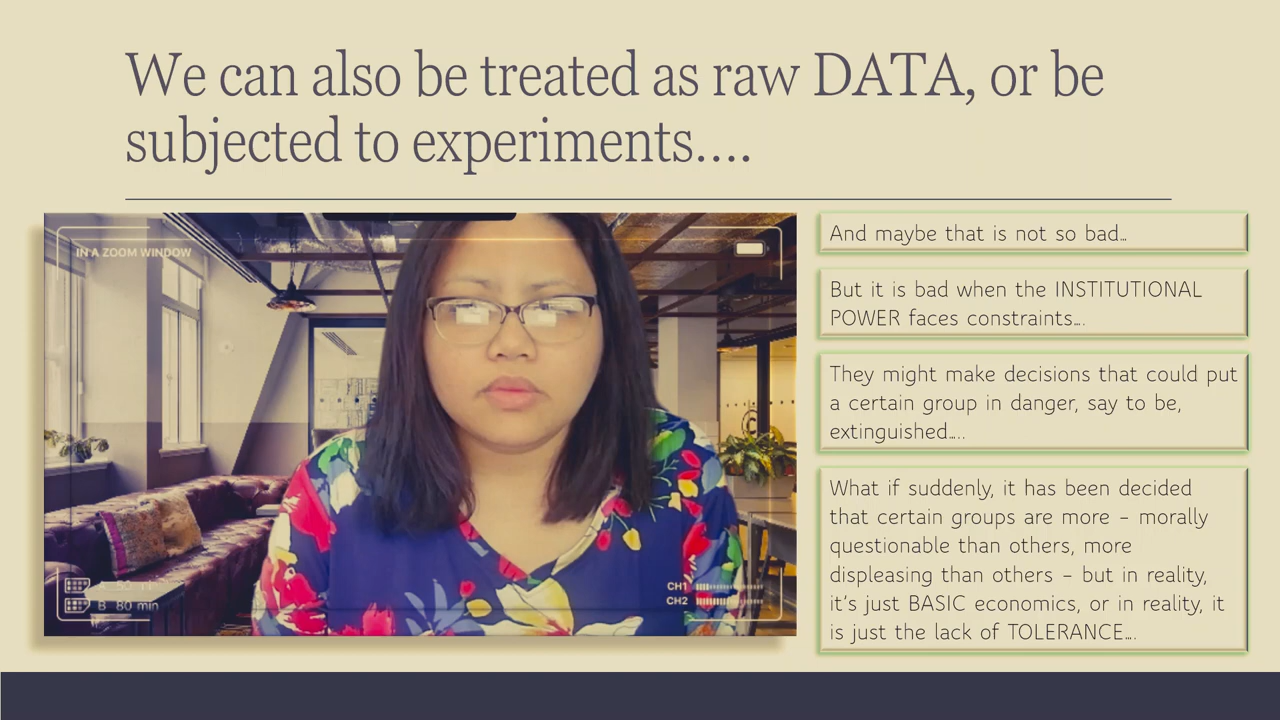 We can also be treated as raw DATA, or be
subjected to experiments....
IN A ZOOM WINDOW
B 80 min
CH1
CH2
And maybe that is not so bad...
But it is bad when the INSTITUTIONAL
POWER faces constraints....
They might make decisions that could put
a certain group in danger, say to be,
extinguished.....
What if suddenly, it has been decided
that certain groups are more – morally
questionable than others, more
displeasing than others – but in reality,
it's just BASIC economics, or in reality, it
is just the lack of TOLERANCE....